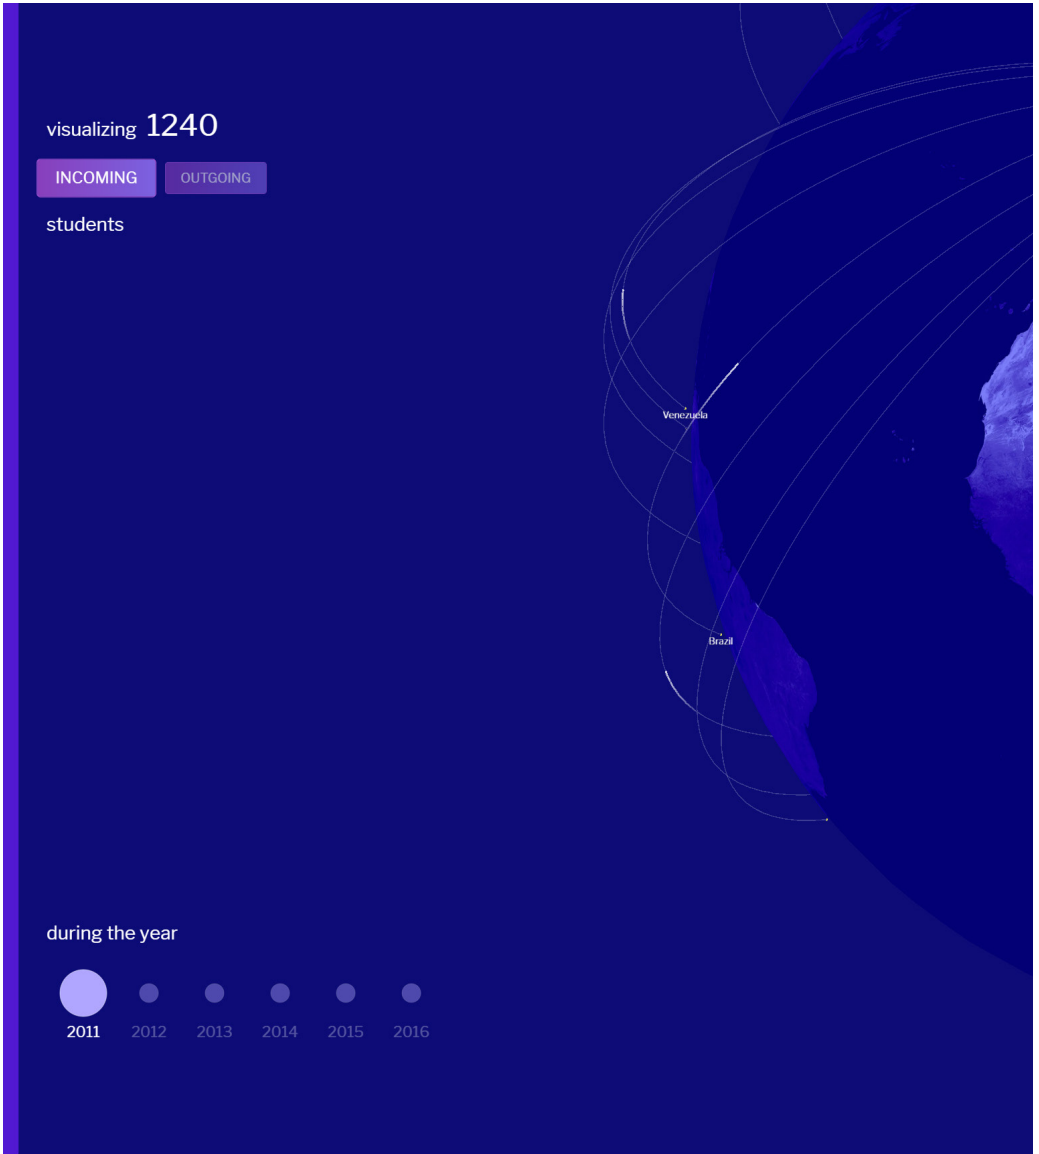 visualizing 1240
INCOMING OUTGOING
students
Venezuela
Brazil
during the year
2011 2012 2013 2014 2015 2016